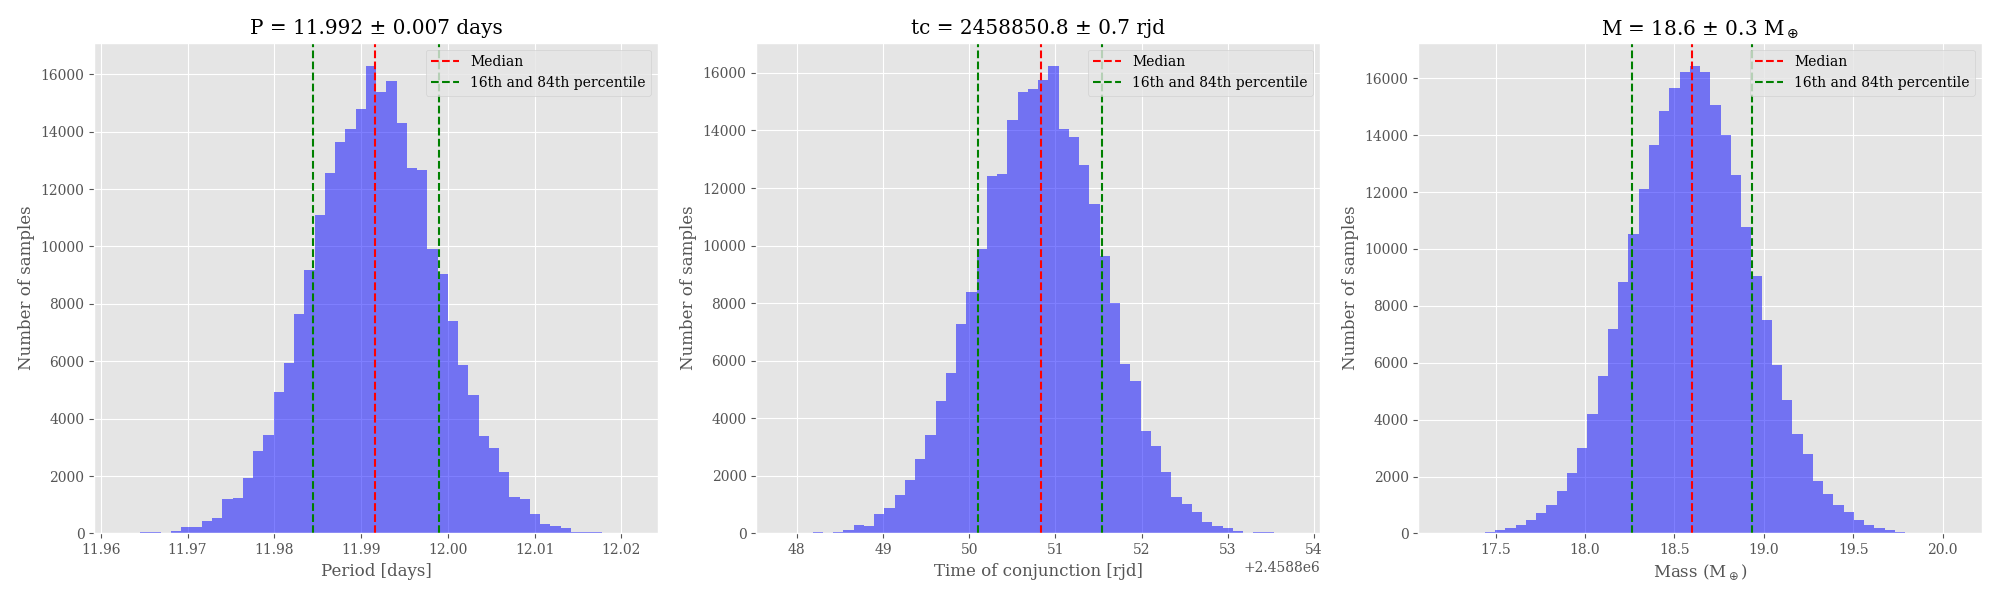 P = 11.992 ± 0.007 days
Median
16th and 84th percentile
Number of samples
16000
14000
12000
10000
8000
6000
4000
2000
0
11.96 11.97 11.98 11.99 12.00 12.01 12.02
Period [days]
tc = 2458850.8 ± 0.7 rjd
Median
16th and 84th percentile
Number of samples
16000
14000
12000
10000
8000
6000
4000
2000
0
48 49 50 51 52 53 54
+2.4588e6
Time of conjunction [rjd]
M = 18.6 ± 0.3 M⊕
Median
16th and 84th percentile
Number of samples
16000
14000
12000
10000
8000
6000
4000
2000
0
17.5 18.0 18.5 19.0 19.5 20.0
Mass (M⊕)